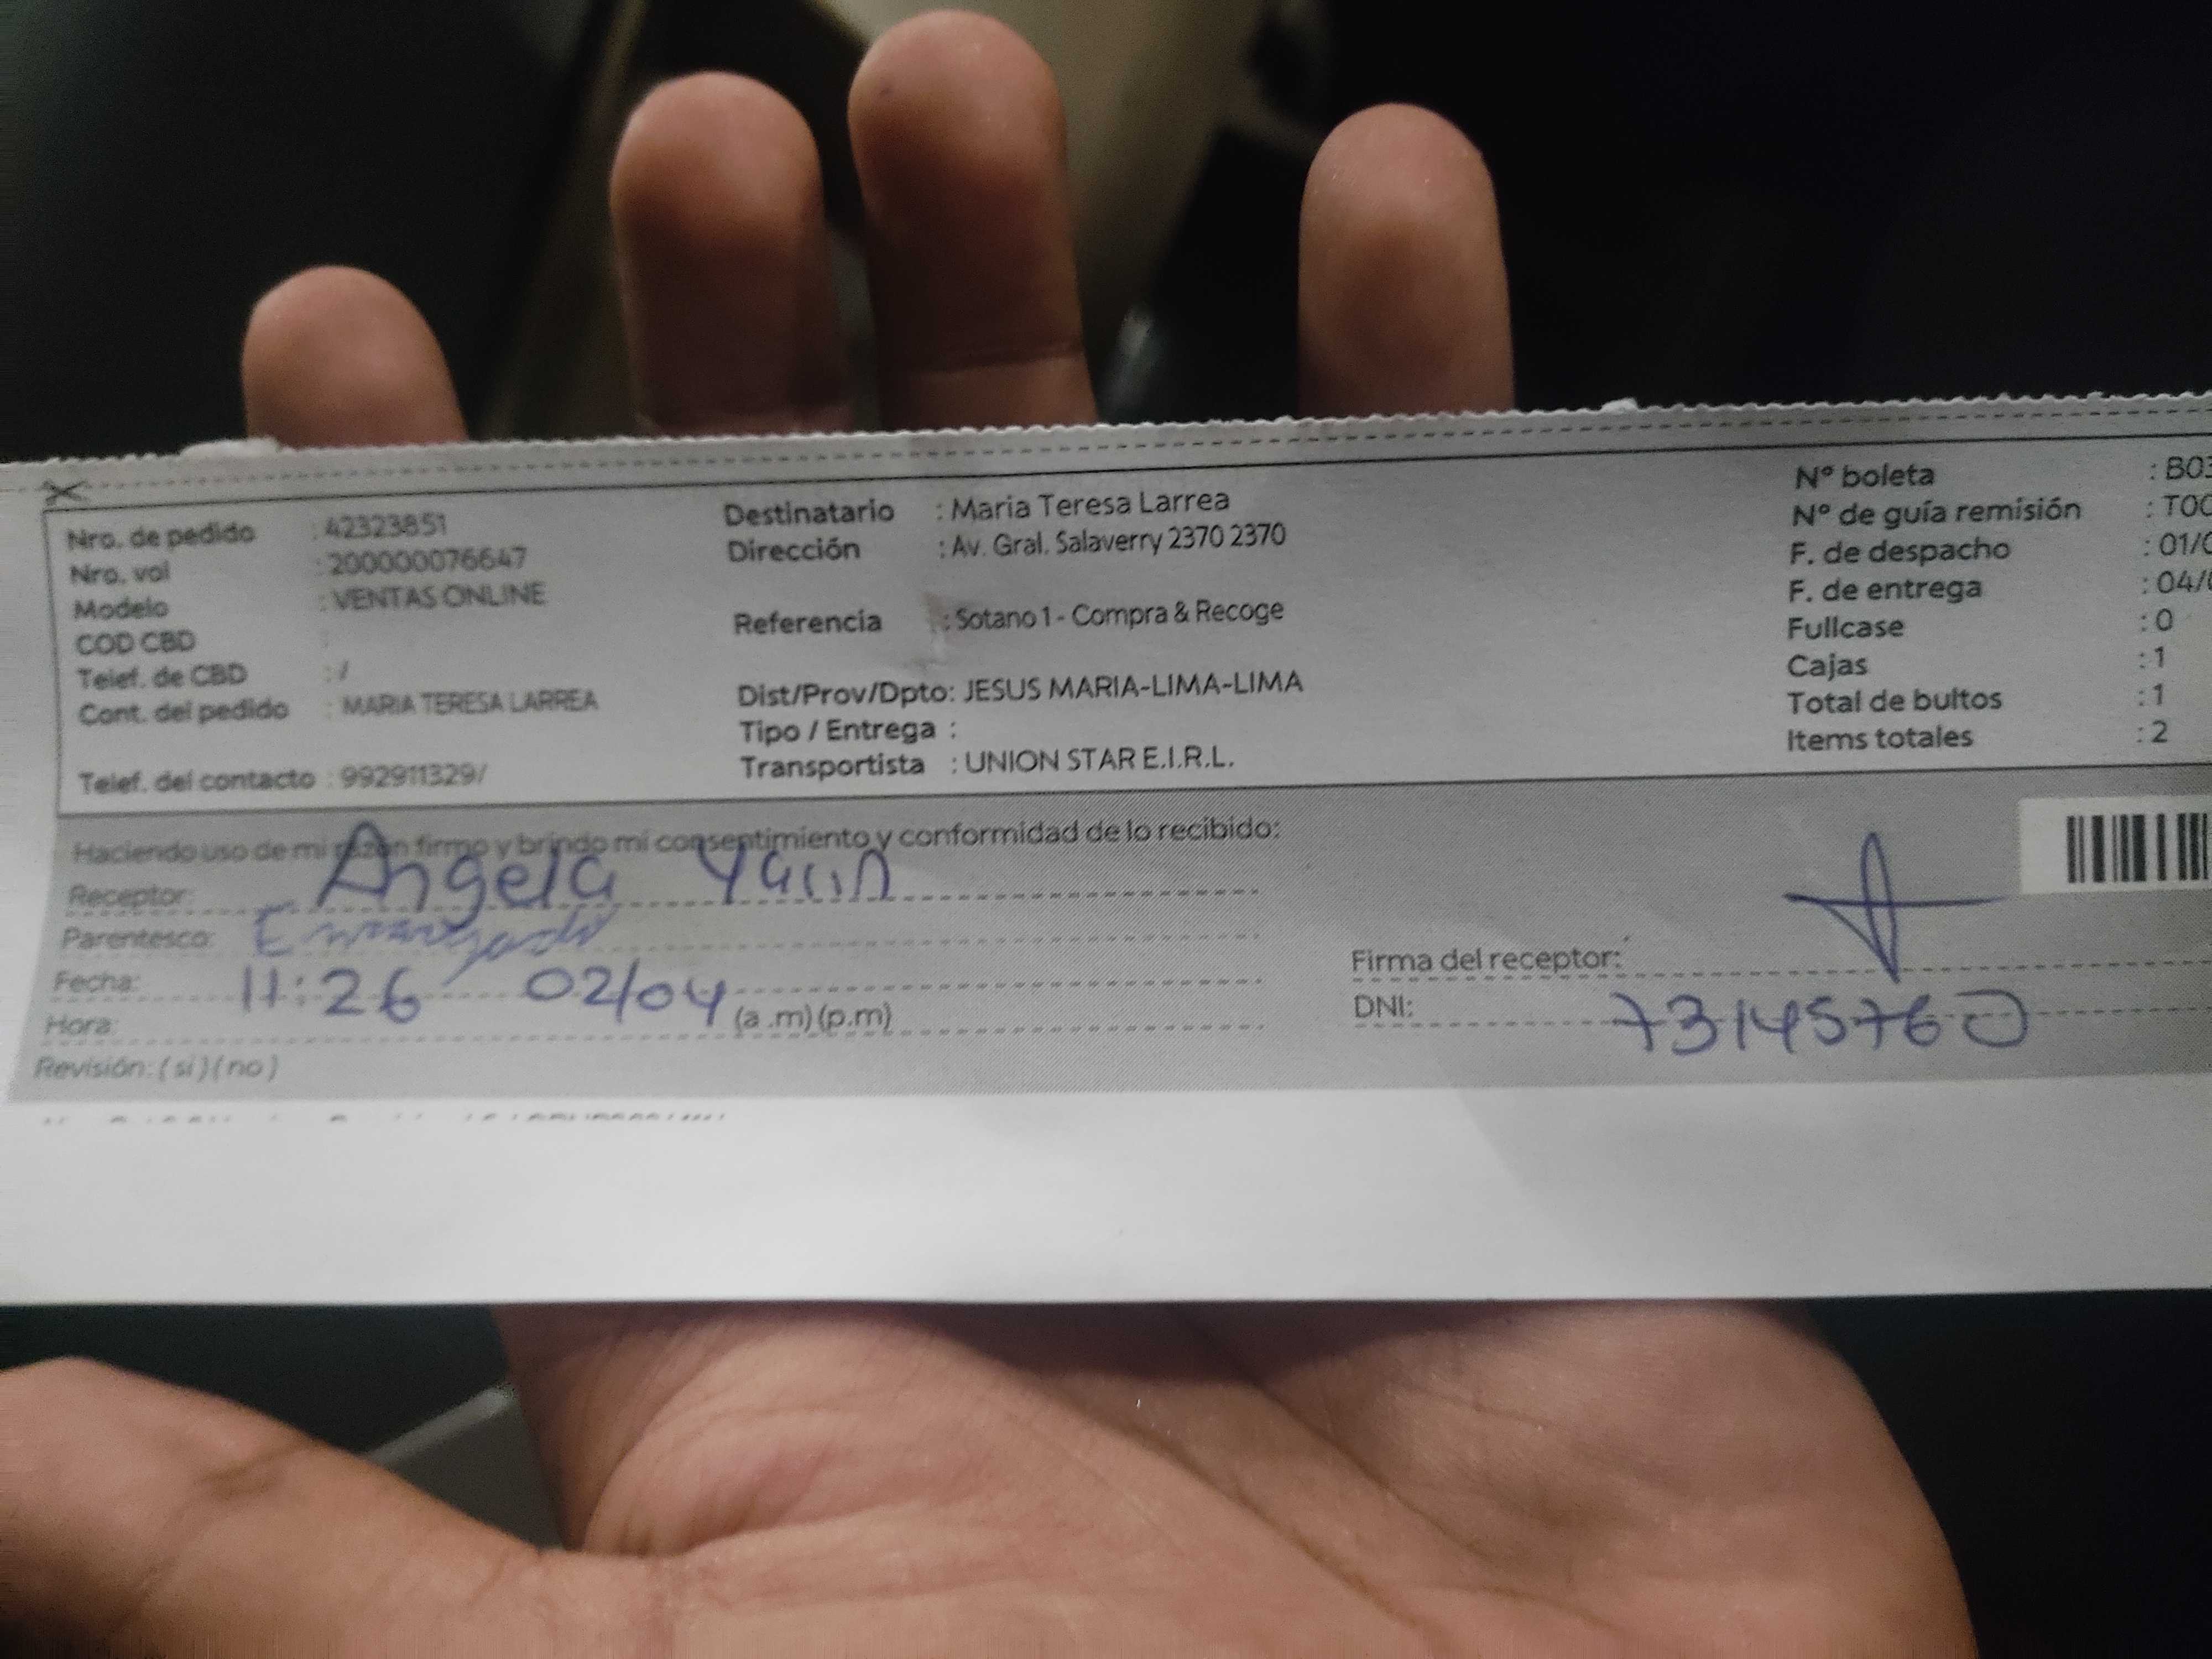 Nro. de pedido : 42323851
Nro. vol : 200000076647
Modelo : VENTAS ONLINE
COD CBD :
Telef. de CBD : /
Cont. del pedido : MARIA TERESA LARREA
Telef. del contacto : 992911329/
Destinatario : Maria Teresa Larrea
Dirección : Av. Gral. Salaverry 2370 2370
Referencia : Sotano 1 - Compra & Recoge
Dist/Prov/Dpto: JESUS MARIA-LIMA-LIMA
Tipo / Entrega :
Transportista : UNION STAR E.I.R.L.
Nº boleta : B03
Nº de guía remisión : T00
F. de despacho : 01/0
F. de entrega : 04/
Fullcase : 0
Cajas : 1
Total de bultos : 1
Items totales : 2
Haciendo uso de mi razón firmo y brindo mi consentimiento y conformidad de lo recibido:
Receptor: Angela
Parentesco:
Fecha: 11:26 02/04
Hora: (a .m) (p.m)
Revisión: ( si ) ( no )
Firma del receptor:
DNI: 73145760